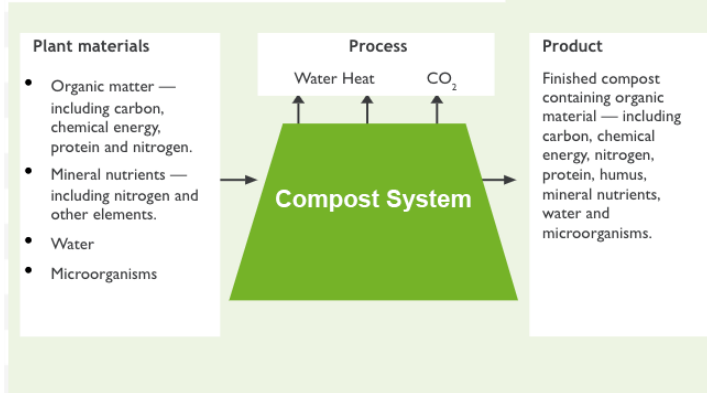 Plant materials
• Organic matter —
including carbon,
chemical energy,
protein and nitrogen.
• Mineral nutrients —
including nitrogen and
other elements.
• Water
• Microorganisms
Process
Water Heat CO₂
Compost System
Product
Finished compost
containing organic
material — including
carbon, chemical
energy, nitrogen,
protein, humus,
mineral nutrients,
water and
microorganisms.